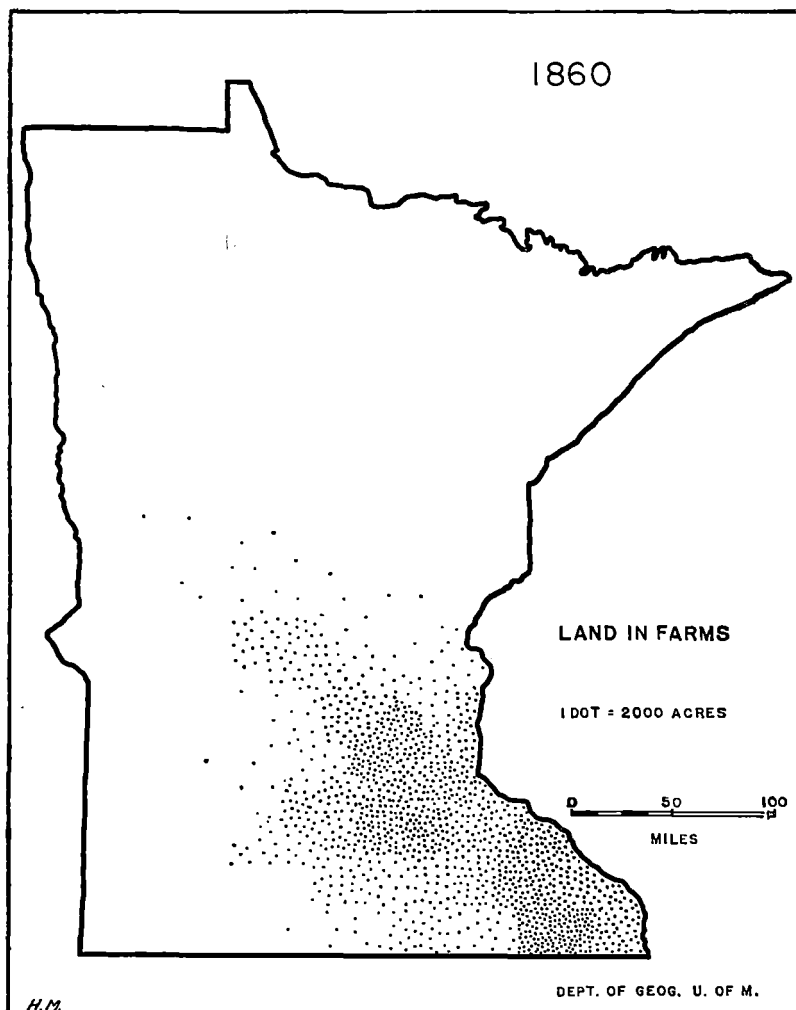 1860
LAND IN FARMS
1 DOT = 2000 ACRES
0 50 100
MILES
DEPT. OF GEOG. U. OF M.
H.M.